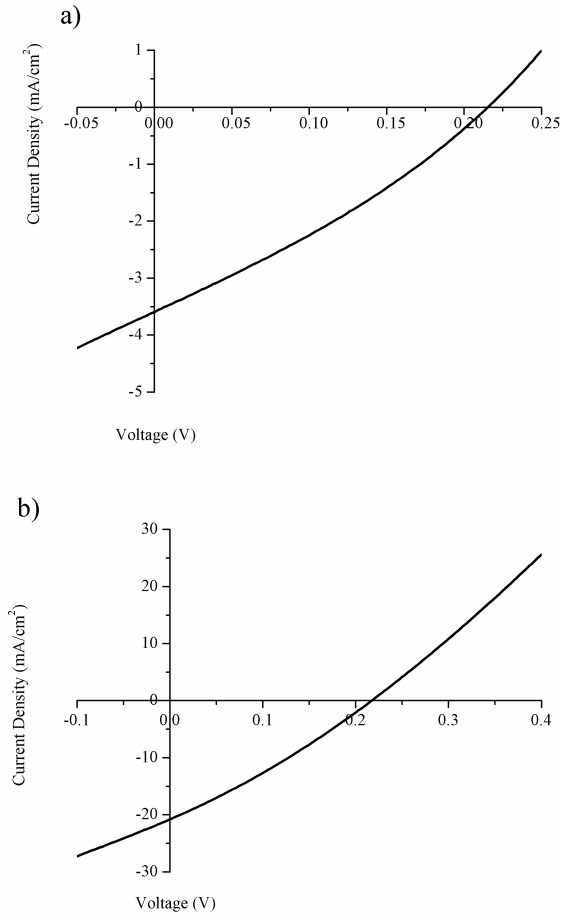 a)
Current Density (mA/cm²)
1
0
-0.05 0.00 0.05 0.10 0.15 0.20 0.25
-1
-2
-3
-4
-5
Voltage (V)
b)
Current Density (mA/cm²)
30
20
10
0
-0.1 0.0 0.1 0.2 0.3 0.4
-10
-20
-30
Voltage (V)